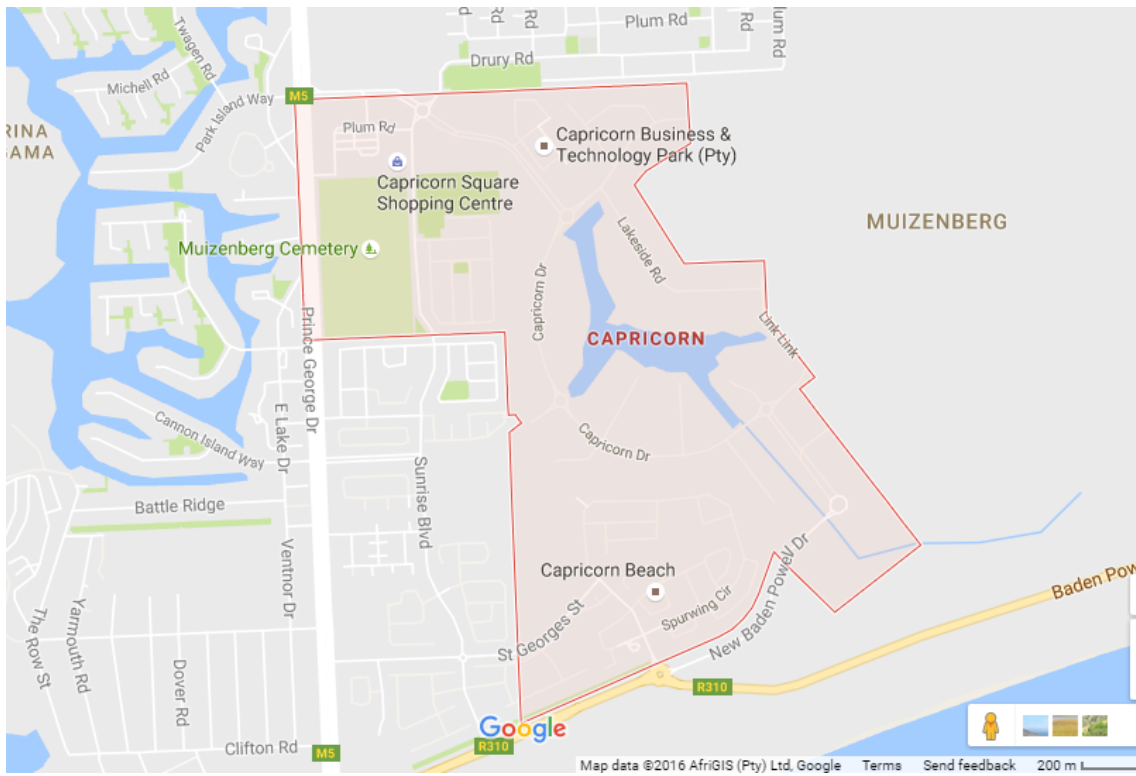 Twagen Rd
Rd
Rd
Plum Rd
lum Rd
Michell Rd
Drury Rd
Park Island Way
M5
RINA
GAMA
Plum Rd
Capricorn Business &
Technology Park (Pty)
Capricorn Square
Shopping Centre
MUIZENBERG
Muizenberg Cemetery
Lakeside Rd
Capricorn Dr
Prince George Dr
CAPRICORN
Link Link
E Lake Dr
Cannon Island Way
Capricorn Dr
Sunrise Blvd
Battle Ridge
Ventnor Dr
New Baden Powell Dr
Capricorn Beach
Baden Pow
Spurwing Cir
St Georges St
The Row St
Yarmouth Rd
Dover Rd
R310
Google
R310
Clifton Rd
M5
Map data ©2016 AfriGIS (Pty) Ltd, Google Terms Send feedback 200 m